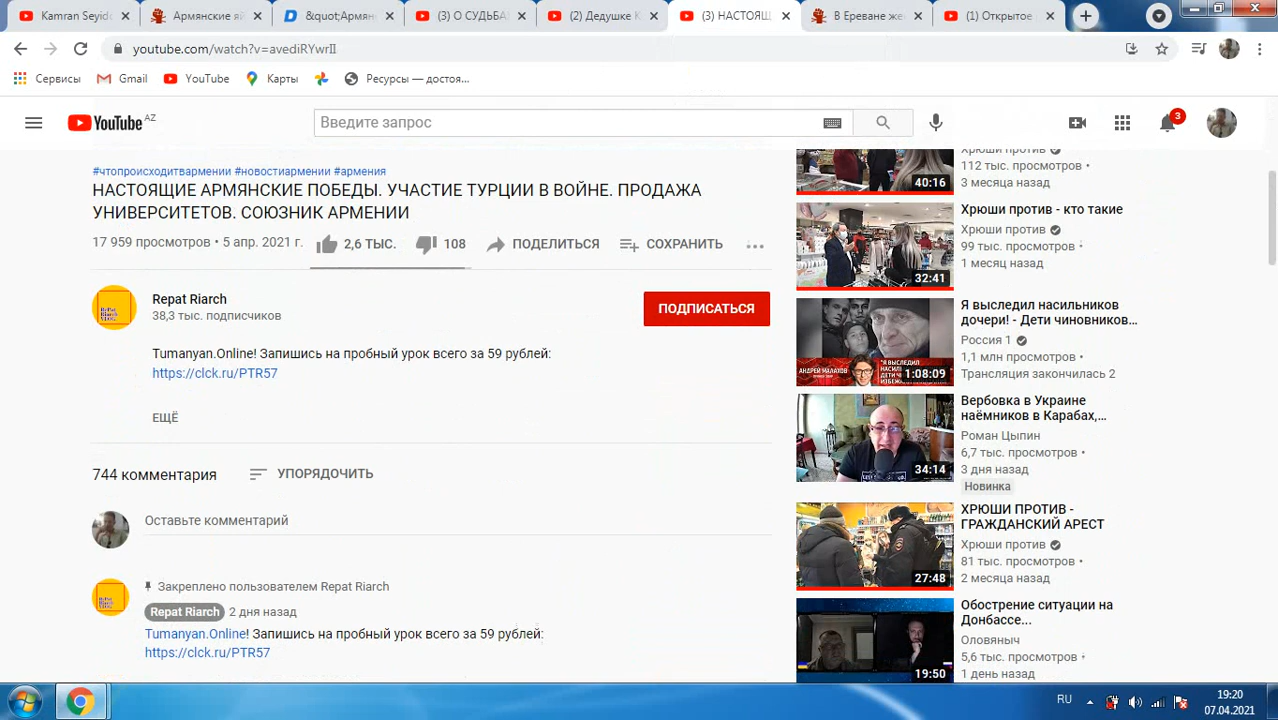 Kamran Seyid
Армянские яй
&quot;Армян
(3) О СУДЬБА
(2) Дедушке К
(3) НАСТОЯЩ
В Ереване же
(1) Открытое
youtube.com/watch?v=avediRYwrII
Сервисы
Gmail
YouTube
Карты
Ресурсы — достоя...
YouTube AZ
Введите запрос
3
#чтопроисходитвармении #новостиармении #армения
НАСТОЯЩИЕ АРМЯНСКИЕ ПОБЕДЫ. УЧАСТИЕ ТУРЦИИ В ВОЙНЕ. ПРОДАЖА
УНИВЕРСИТЕТОВ. СОЮЗНИК АРМЕНИИ
17 959 просмотров • 5 апр. 2021 г.
2,6 ТЫС.
108
ПОДЕЛИТЬСЯ
СОХРАНИТЬ
Repat Riarch
38,3 тыс. подписчиков
ПОДПИСАТЬСЯ
Tumanyan.Online! Запишись на пробный урок всего за 59 рублей:
https://clck.ru/PTR57
ЕЩЁ
744 комментария
УПОРЯДОЧИТЬ
Оставьте комментарий
Закреплено пользователем Repat Riarch
Repat Riarch 2 дня назад
Tumanyan.Online! Запишись на пробный урок всего за 59 рублей:
https://clck.ru/PTR57
40:16
Хрюши против
112 тыс. просмотров •
3 месяца назад
32:41
Хрюши против - кто такие
Хрюши против
99 тыс. просмотров •
1 месяц назад
АНДРЕЙ МАЛАХОВ
1:08:09
Я выследил насильников
дочери! - Дети чиновников...
Россия 1
1,1 млн просмотров •
Трансляция закончилась 2
34:14
Вербовка в Украине
наёмников в Карабах,...
Роман Цыпин
6,7 тыс. просмотров •
3 дня назад
Новинка
27:48
ХРЮШИ ПРОТИВ -
ГРАЖДАНСКИЙ АРЕСТ
Хрюши против
81 тыс. просмотров •
2 месяца назад
19:50
Обострение ситуации на
Донбассе...
Оловяныч
5,6 тыс. просмотров •
1 день назад
RU
19:20
07.04.2021